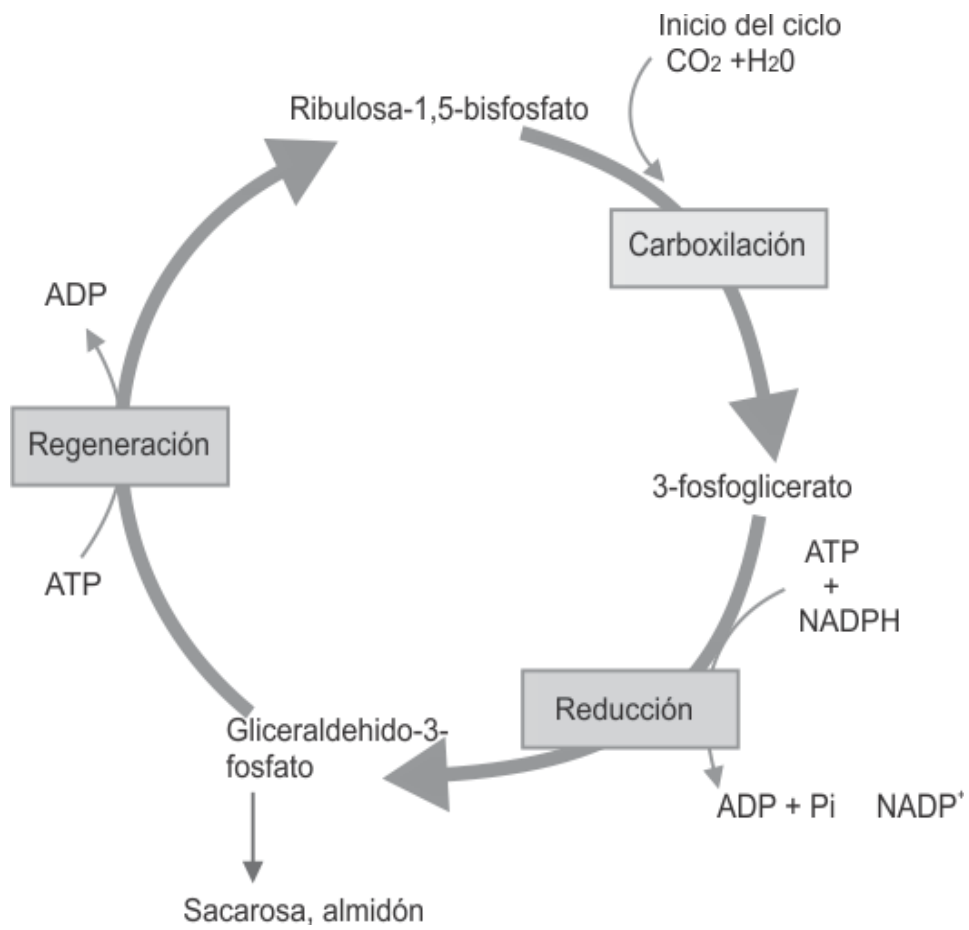 Inicio del ciclo
CO₂ +H₂0
Ribulosa-1,5-bisfosfato
Carboxilación
ADP
Regeneración
3-fosfoglicerato
ATP
+
NADPH
ATP
Reducción
Gliceraldehido-3-
fosfato
ADP + Pi NADP⁺
Sacarosa, almidón